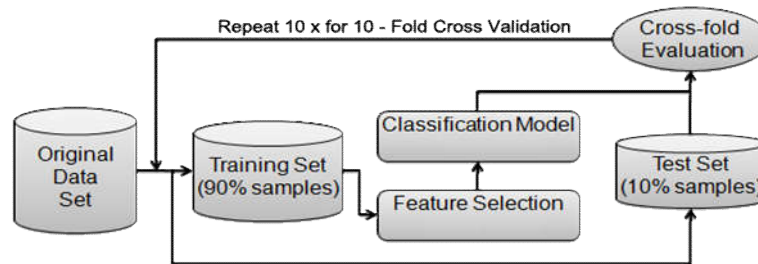 Repeat 10 x for 10 - Fold Cross Validation
Cross-fold
Evaluation
Original
Data
Set
Training Set
(90% samples)
Classification Model
Feature Selection
Test Set
(10% samples)